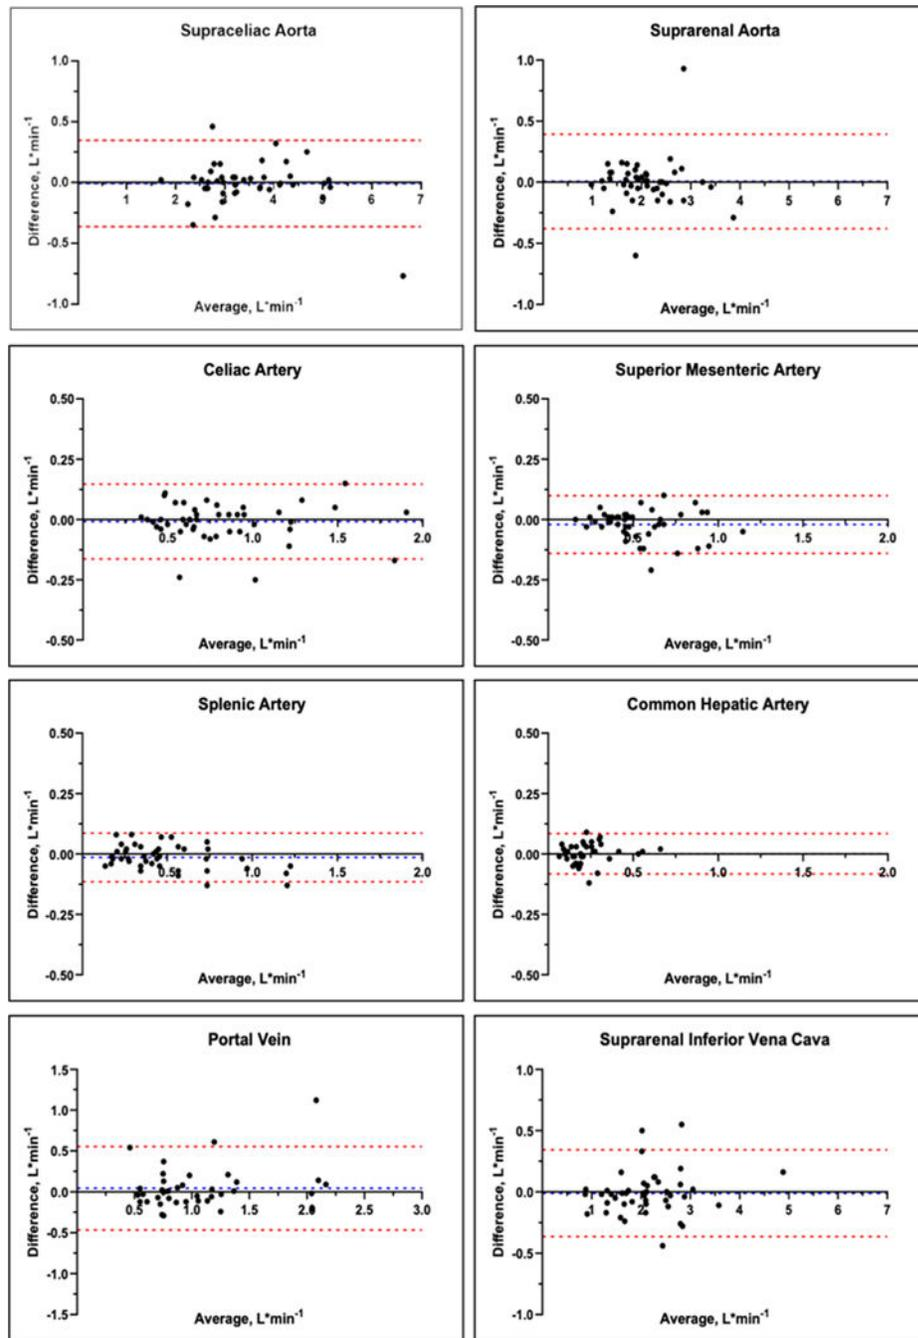 Supraceliac Aorta
Difference, L*min-1
1.0
0.5
0.0
-0.5
-1.0
1 2 3 4 5 6 7
Average, L*min-1
Suprarenal Aorta
Difference, L*min-1
1.0
0.5
0.0
-0.5
-1.0
1 2 3 4 5 6 7
Average, L*min-1
Celiac Artery
Difference, L*min-1
0.50
0.25
0.00
-0.25
-0.50
0.5 1.0 1.5 2.0
Average, L*min-1
Superior Mesenteric Artery
Difference, L*min-1
0.50
0.25
0.00
-0.25
-0.50
0.5 1.0 1.5 2.0
Average, L*min-1
Splenic Artery
Difference, L*min-1
0.50
0.25
0.00
-0.25
-0.50
0.5 1.0 1.5 2.0
Average, L*min-1
Common Hepatic Artery
Difference, L*min-1
0.50
0.25
0.00
-0.25
-0.50
0.5 1.0 1.5 2.0
Average, L*min-1
Portal Vein
Difference, L*min-1
1.5
1.0
0.5
0.0
-0.5
-1.0
-1.5
0.5 1.0 1.5 2.0 2.5 3.0
Average, L*min-1
Suprarenal Inferior Vena Cava
Difference, L*min-1
1.0
0.5
0.0
-0.5
-1.0
1 2 3 4 5 6 7
Average, L*min-1